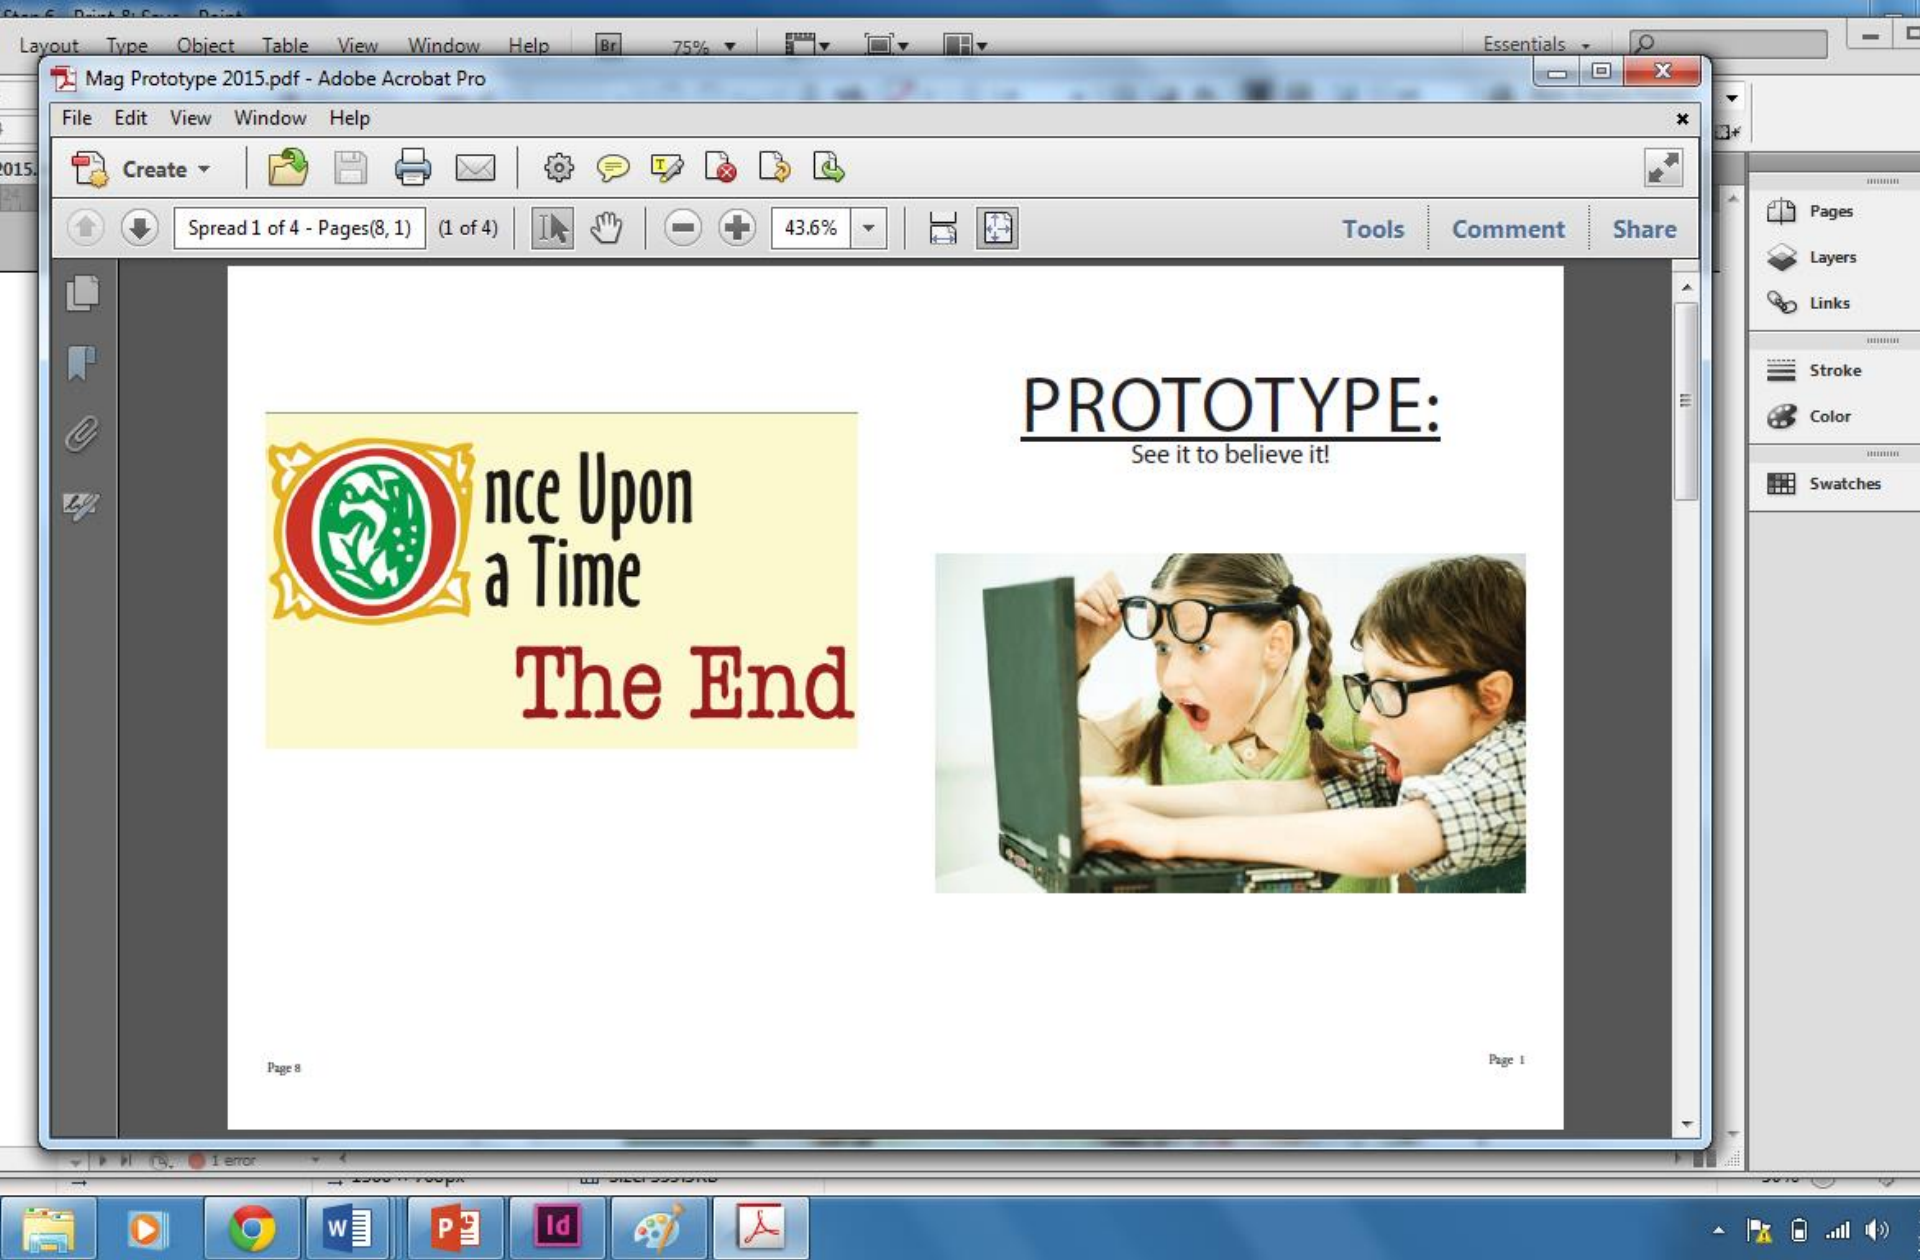 Layout Type Object Table View Window Help Br 75% Essentials
Mag Prototype 2015.pdf - Adobe Acrobat Pro
File Edit View Window Help
2015.
Create
Spread 1 of 4 - Pages(8, 1) (1 of 4) 43.6% Tools Comment Share
Pages
Layers
Links
Stroke
Color
Swatches
Once Upon
a Time
The End
PROTOTYPE:
See it to believe it!
Page 8
Page 1
1 error